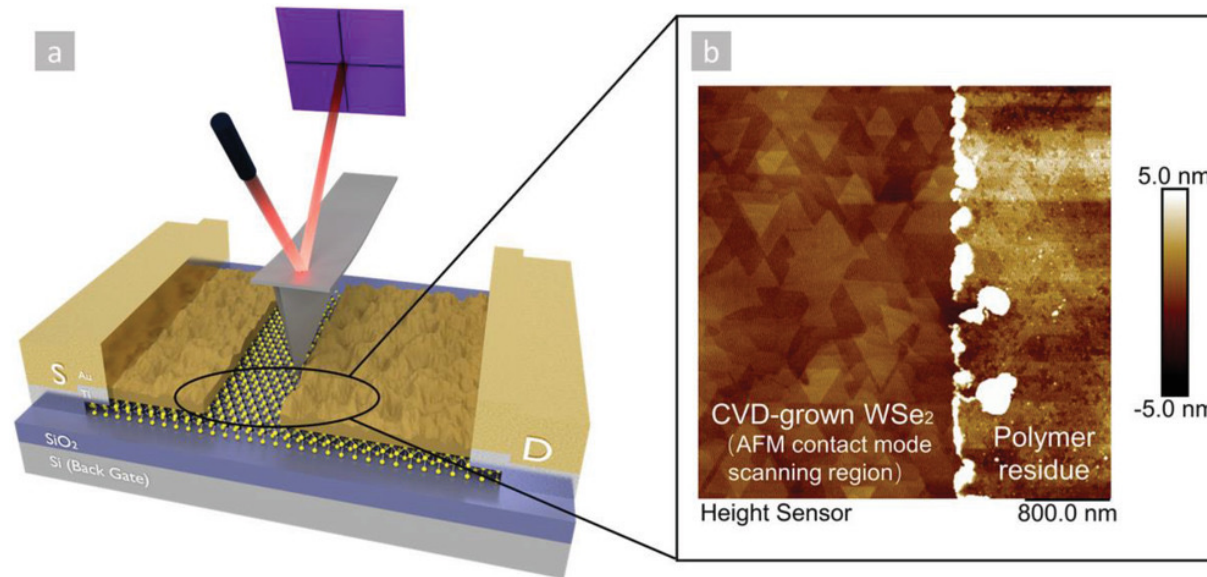 a
S
Au
Ti
SiO₂
Si (Back Gate)
D
b
CVD-grown WSe₂
(AFM contact mode
scanning region)
Polymer
residue
Height Sensor
800.0 nm
5.0 nm
-5.0 nm